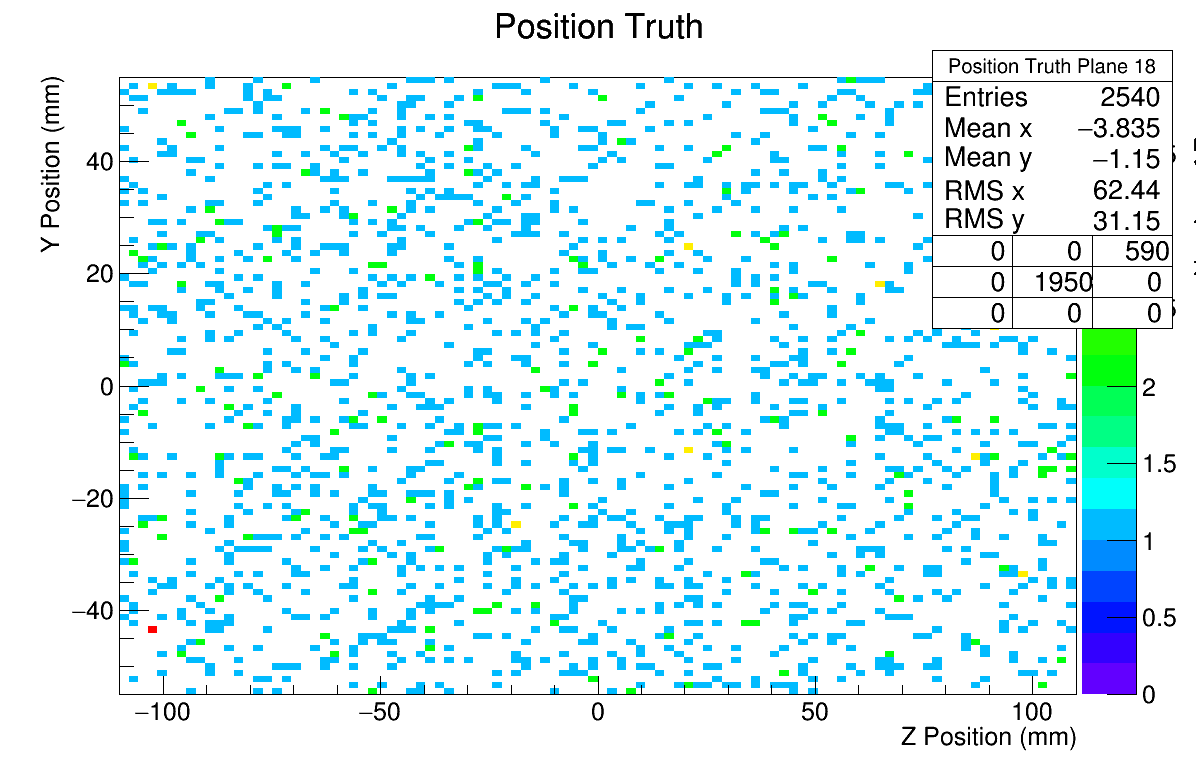 Position Truth
Position Truth Plane 18
Entries 2540
Mean x −3.835
Mean y −1.15
RMS x 62.44
RMS y 31.15
0 0 590
0 1950 0
0 0 0
Y Position (mm)
40
20
0
−20
−40
2
1.5
1
0.5
0
−100 −50 0 50 100
Z Position (mm)